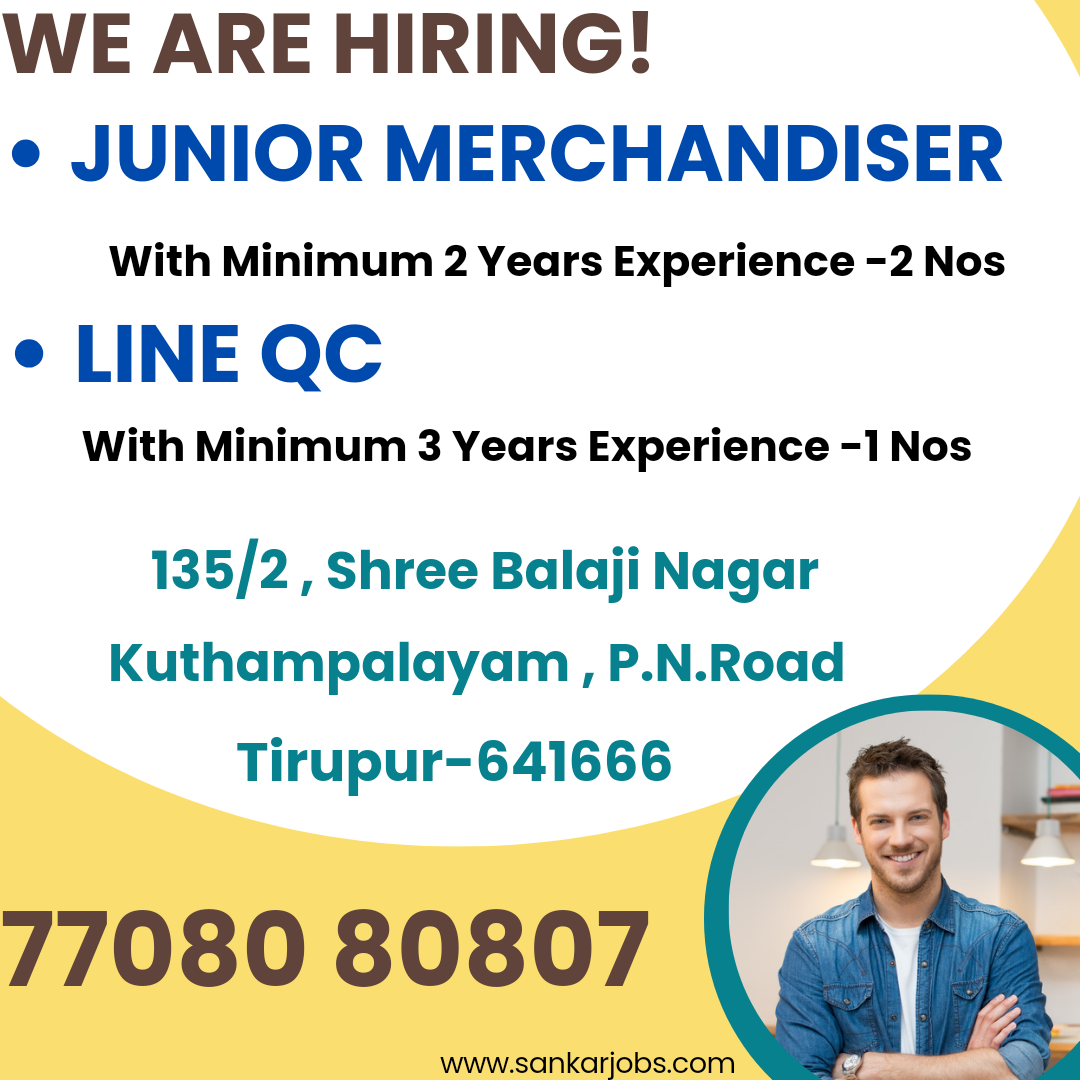 WE ARE HIRING!
• JUNIOR MERCHANDISER
With Minimum 2 Years Experience -2 Nos
• LINE QC
With Minimum 3 Years Experience -1 Nos
135/2 , Shree Balaji Nagar
Kuthampalayam , P.N.Road
Tirupur-641666
77080 80807
www.sankarjobs.com